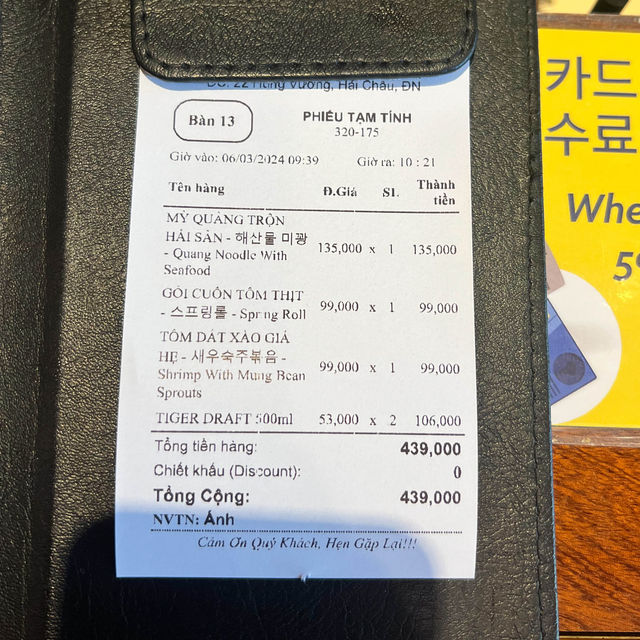 ĐC: 22 Hùng Vương, Hải Châu, ĐN
Bàn 13
PHIẾU TẠM TÍNH
320-175
Giờ vào: 06/03/2024 09:39 Giờ ra: 10 : 21
Tên hàng Đ.Giá SL Thành tiền
MỲ QUẢNG TRỘN
HẢI SẢN - 해산물 미꽝
- Quang Noodle With
Seafood
135,000 x 1 135,000
GỎI CUỐN TÔM THỊT
- 스프링롤 - Spring Roll
99,000 x 1 99,000
TÔM ĐẤT XÀO GIÁ
HẸ - 새우숙주볶음 -
Shrimp With Mung Bean
Sprouts
99,000 x 1 99,000
TIGER DRAFT 500ml 53,000 x 2 106,000
Tổng tiền hàng: 439,000
Chiết khấu (Discount): 0
Tổng Cộng: 439,000
NVTN: Ánh
Cảm Ơn Quý Khách, Hẹn Gặp Lại!!!
카드
수료
Whe
5%